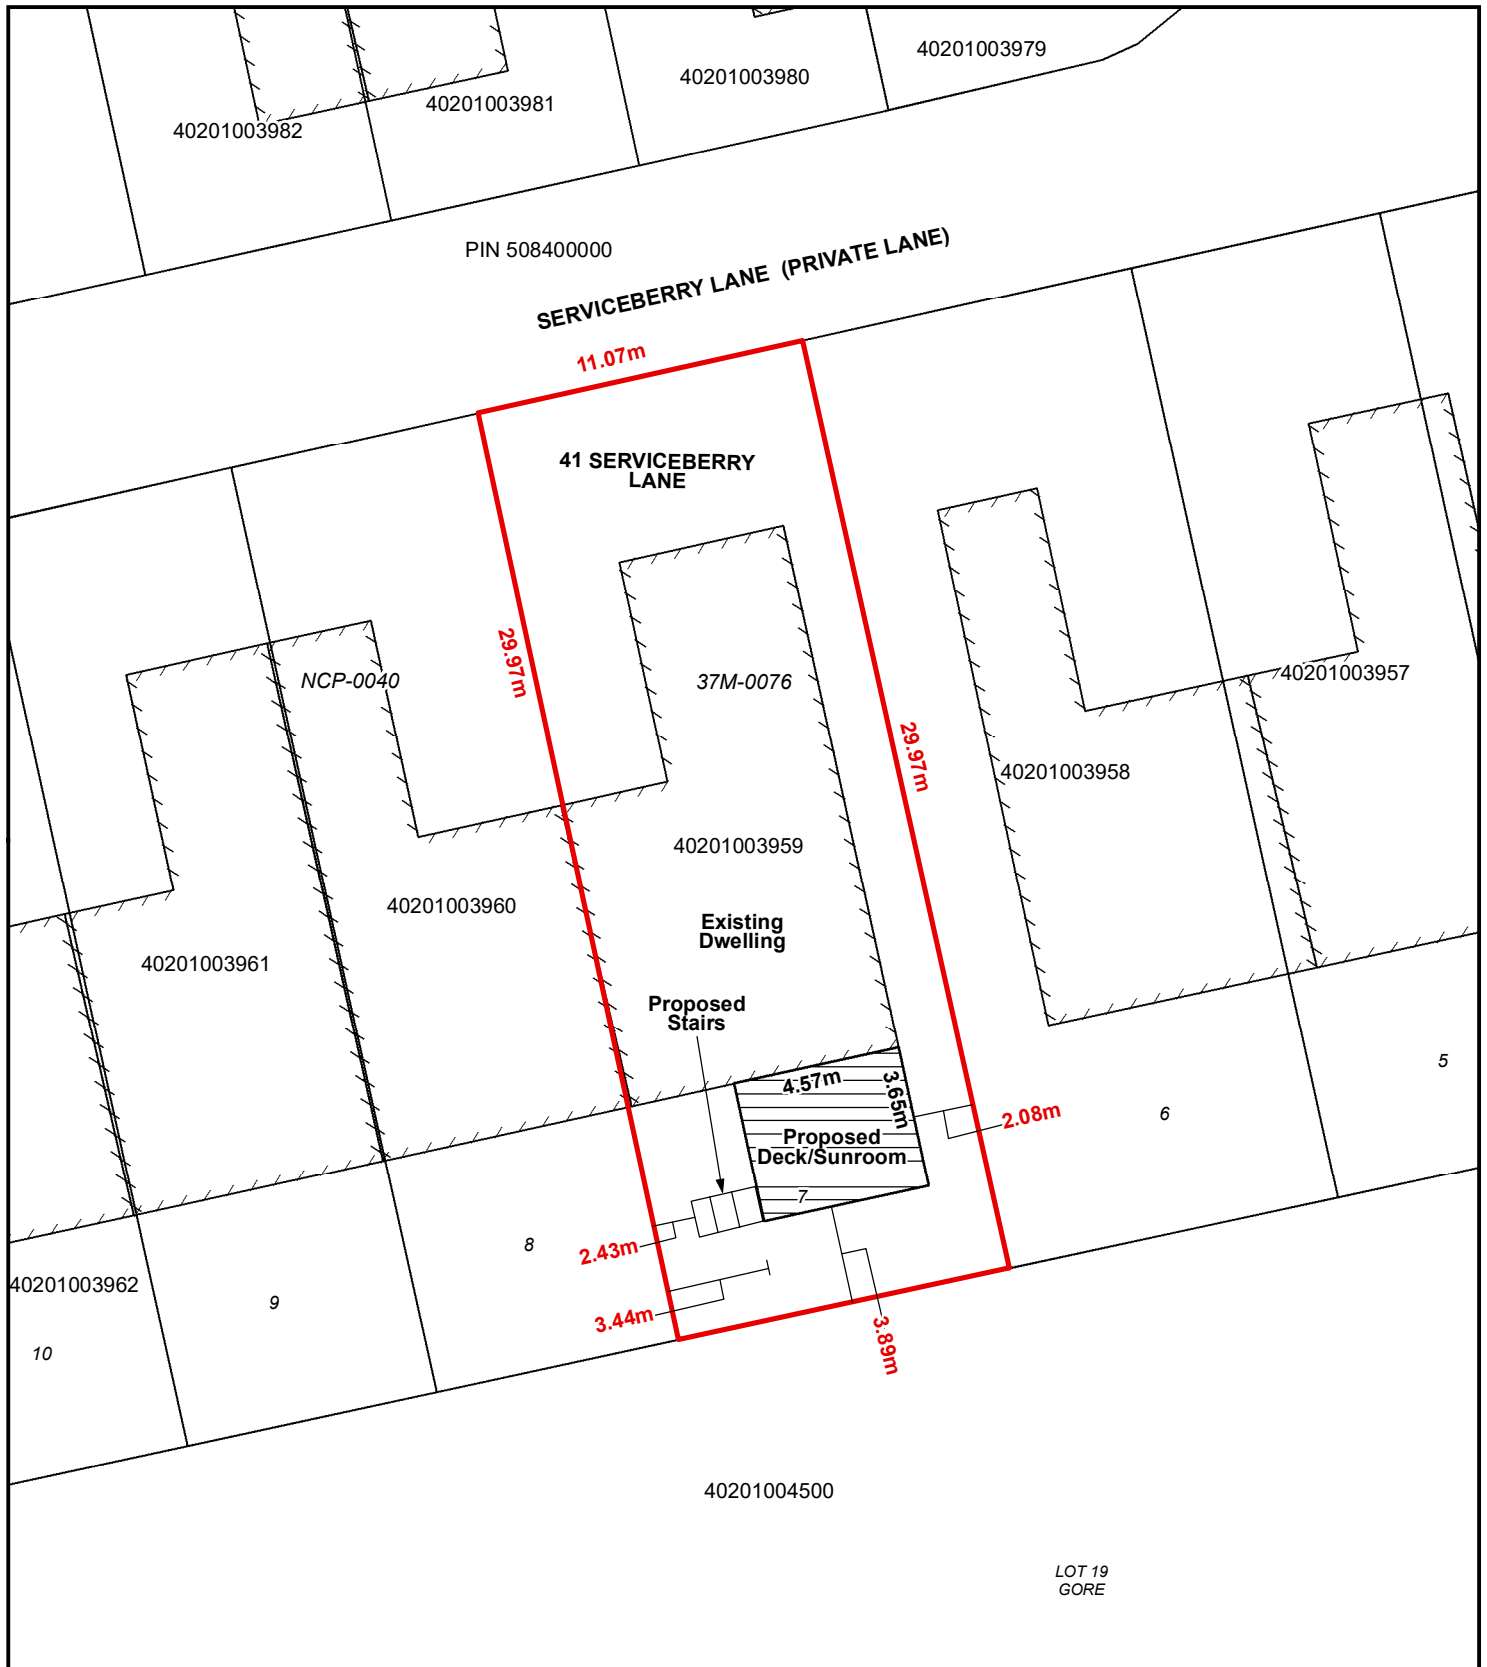 40201003979
40201003980
40201003981
40201003982
PIN 508400000
SERVICEBERRY LANE (PRIVATE LANE)
11.07m
41 SERVICEBERRY
LANE
29.97m
NCP-0040
37M-0076
40201003957
29.97m
40201003958
40201003959
40201003960
Existing
Dwelling
40201003961
Proposed
Stairs
5
4.57m
3.65m
2.08m
6
Proposed
Deck/Sunroom
7
8
2.43m
40201003962
9
3.44m
3.89m
10
40201004500
LOT 19
GORE